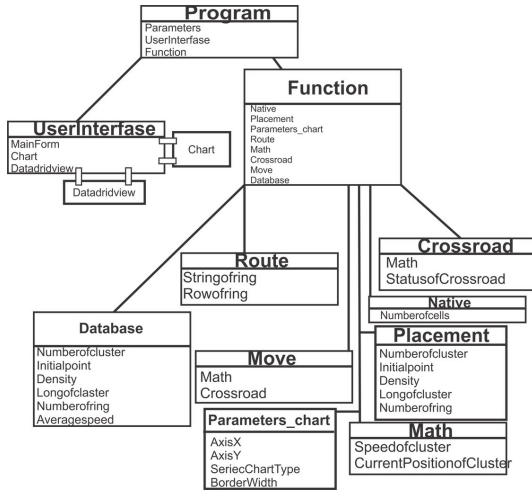 Program
Parameters
UserInterfase
Function
Function
Native
Placement
Parameters_chart
Route
Math
Crossroad
Move
Database
UserInterfase
MainForm
Chart
Datadridview
Chart
Datadridview
Crossroad
Math
StatusofCrossroad
Route
Stringofring
Rowofring
Native
Numberofcells
Database
Numberofcluster
Initialpoint
Density
Longofclaster
Numberofring
Averagespeed
Placement
Numberofcluster
Initialpoint
Density
Longofcluster
Numberofring
Move
Math
Crossroad
Parameters_chart
AxisX
AxisY
SeriecChartType
BorderWidth
Math
Speedofcluster
CurrentPositionofCluster